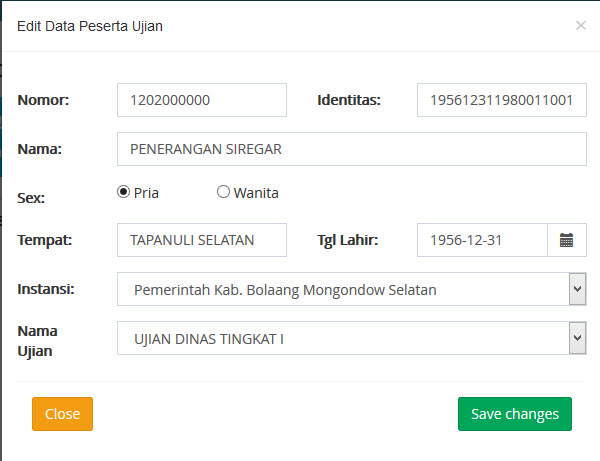 Edit Data Peserta Ujian ×
Nomor: 1202000000 Identitas: 195612311980011001
Nama: PENERANGAN SIREGAR
Sex: Pria Wanita
Tempat: TAPANULI SELATAN Tgl Lahir: 1956-12-31
Instansi: Pemerintah Kab. Bolaang Mongondow Selatan
Nama
Ujian UJIAN DINAS TINGKAT I
Close Save changes